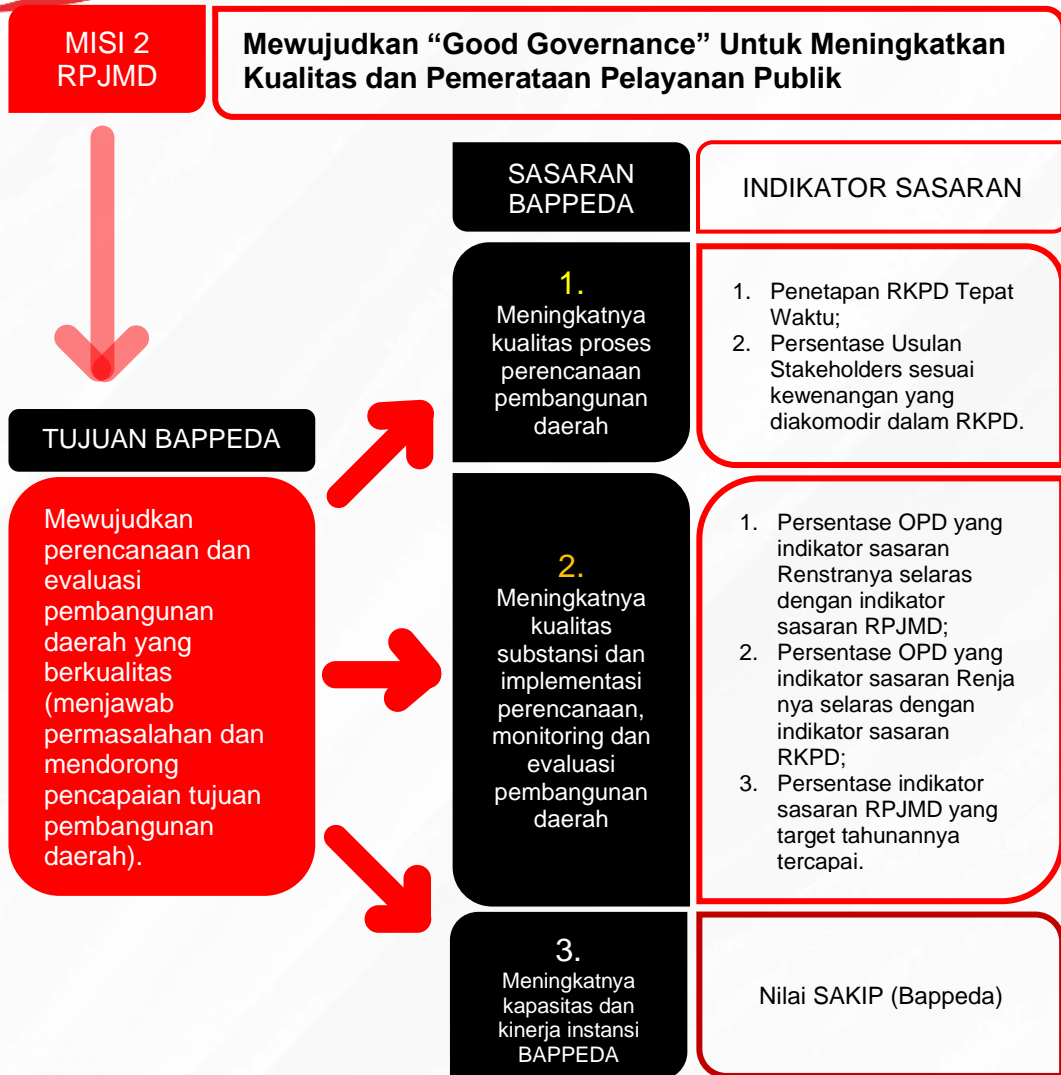 MISI 2
RPJMD
Mewujudkan “Good Governance” Untuk Meningkatkan
Kualitas dan Pemerataan Pelayanan Publik
SASARAN
BAPPEDA
INDIKATOR SASARAN
1.
Meningkatnya
kualitas proses
perencanaan
pembangunan
daerah
1. Penetapan RKPD Tepat
Waktu;
2. Persentase Usulan
Stakeholders sesuai
kewenangan yang
diakomodir dalam RKPD.
TUJUAN BAPPEDA
Mewujudkan
perencanaan dan
evaluasi
pembangunan
daerah yang
berkualitas
(menjawab
permasalahan dan
mendorong
pencapaian tujuan
pembangunan
daerah).
2.
Meningkatnya
kualitas
substansi dan
implementasi
perencanaan,
monitoring dan
evaluasi
pembangunan
daerah
1. Persentase OPD yang
indikator sasaran
Renstranya selaras
dengan indikator
sasaran RPJMD;
2. Persentase OPD yang
indikator sasaran Renja
nya selaras dengan
indikator sasaran
RKPD;
3. Persentase indikator
sasaran RPJMD yang
target tahunannya
tercapai.
3.
Meningkatnya
kapasitas dan
kinerja instansi
BAPPEDA
Nilai SAKIP (Bappeda)